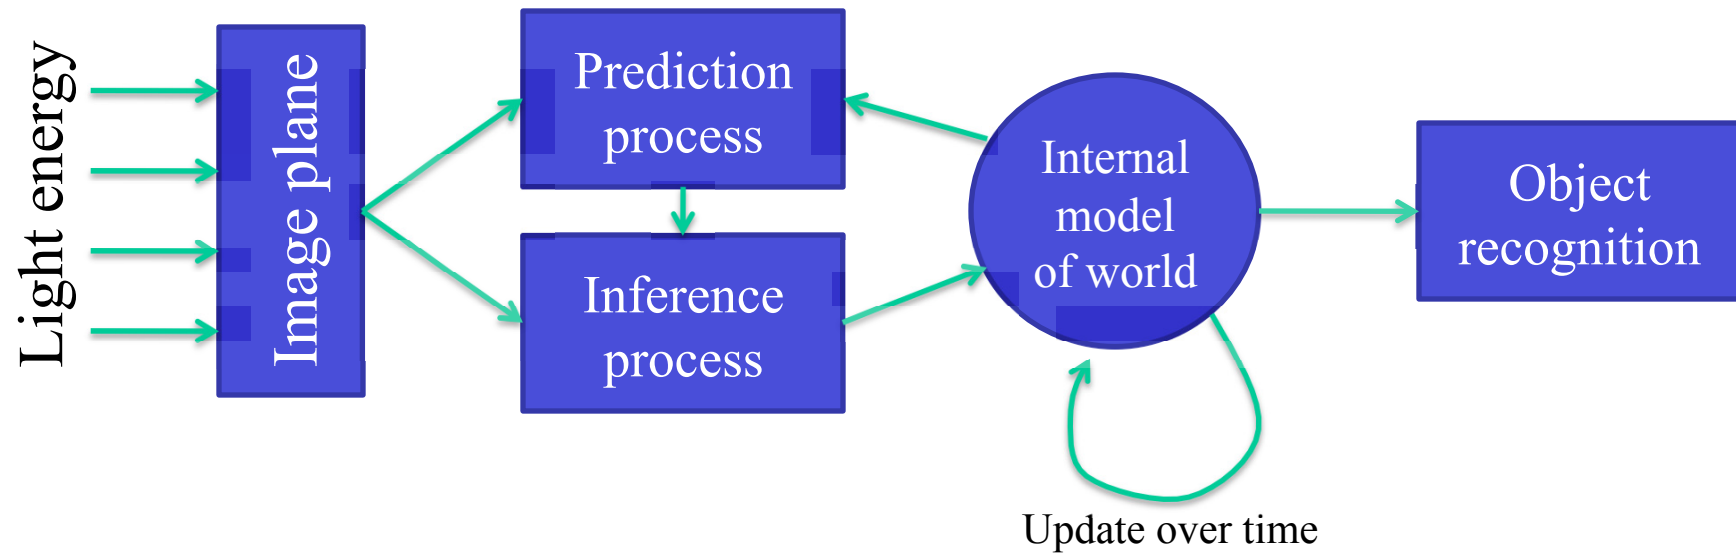 Light energy
Image plane
Prediction
process
Inference
process
Internal
model
of world
Object
recognition
Update over time